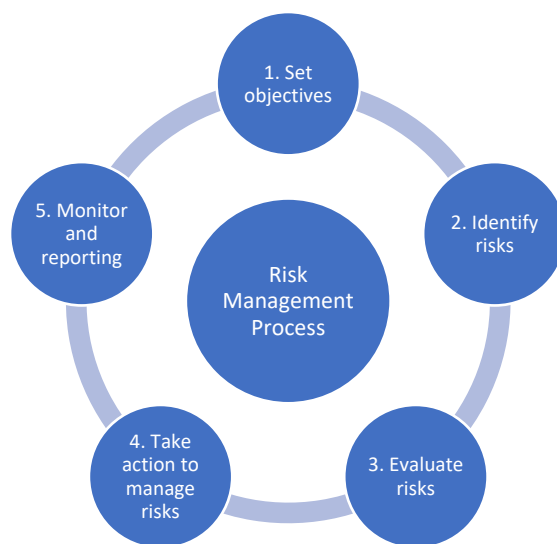 1. Set
objectives
2. Identify
risks
3. Evaluate
risks
4. Take
action to
manage
risks
5. Monitor
and
reporting
Risk
Management
Process